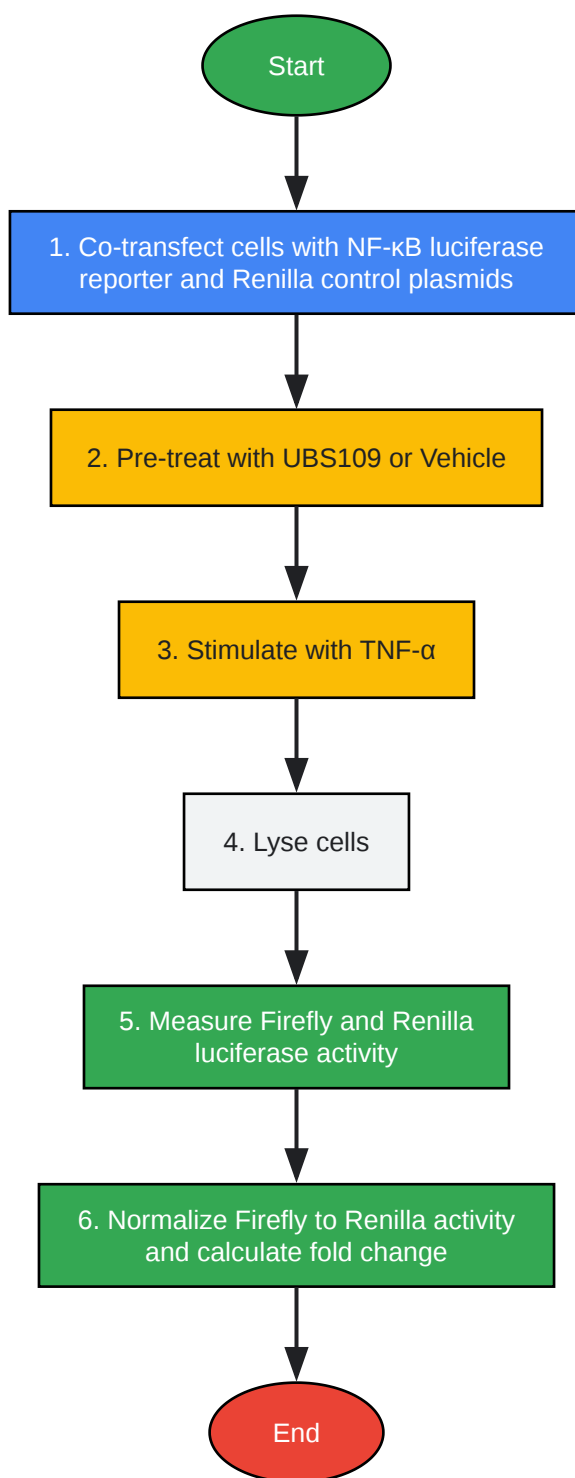 Start
1. Co-transfect cells with NF-κB luciferase
reporter and Renilla control plasmids
2. Pre-treat with UBS109 or Vehicle
3. Stimulate with TNF-α
4. Lyse cells
5. Measure Firefly and Renilla
luciferase activity
6. Normalize Firefly to Renilla activity
and calculate fold change
End